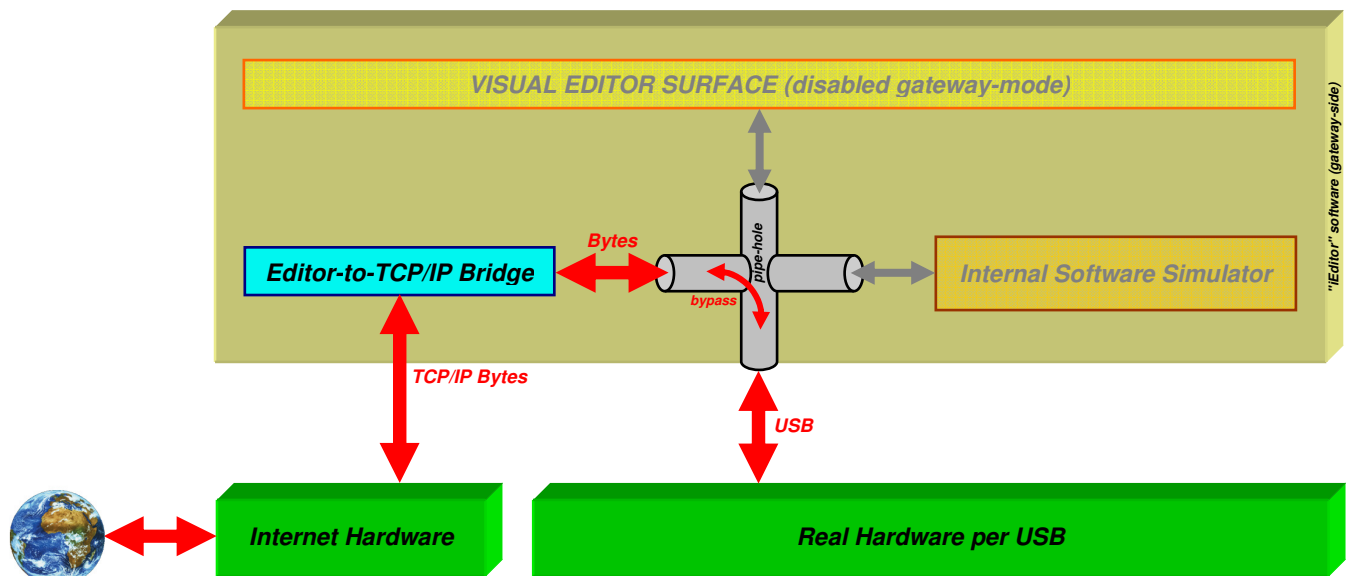 VISUAL EDITOR SURFACE (disabled gateway-mode)
"iEditor" software (gateway-side)
pipe-hole
Bytes
Editor-to-TCP/IP Bridge
bypass
Internal Software Simulator
TCP/IP Bytes
USB
Internet Hardware
Real Hardware per USB